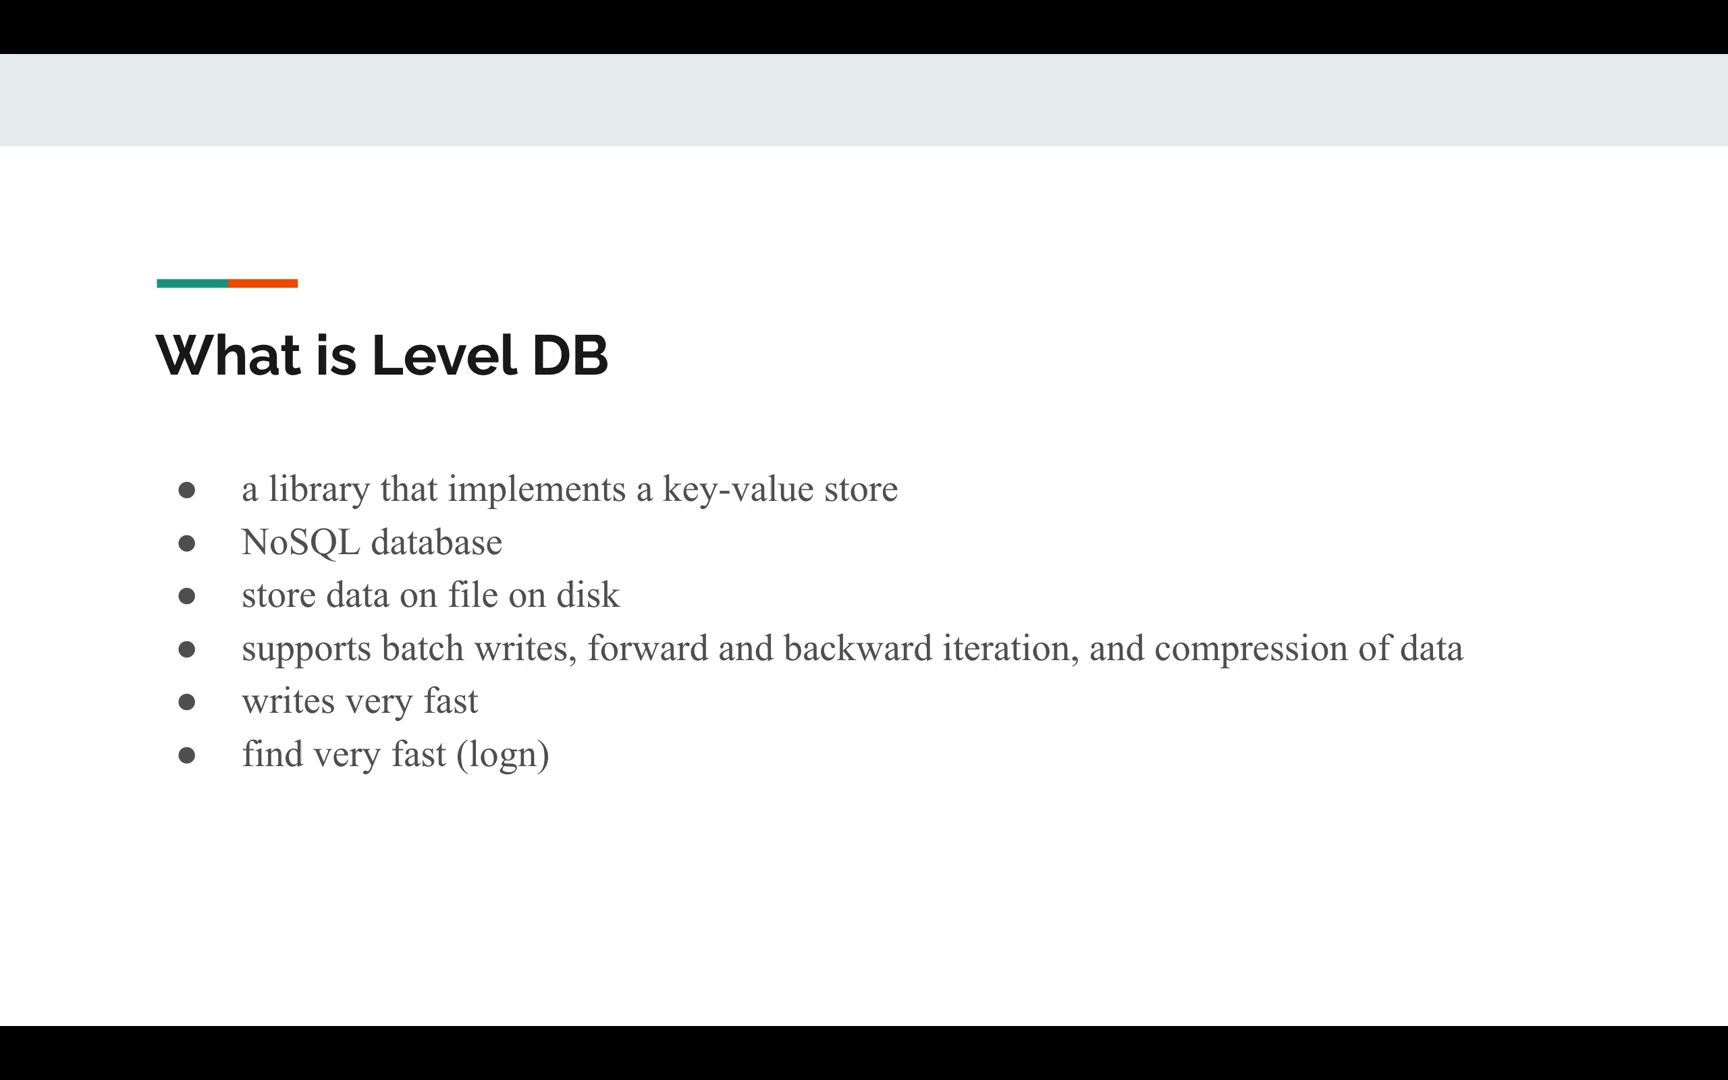 What is Level DB
● a library that implements a key-value store
● NoSQL database
● store data on file on disk
● supports batch writes, forward and backward iteration, and compression of data
● writes very fast
● find very fast (logn)